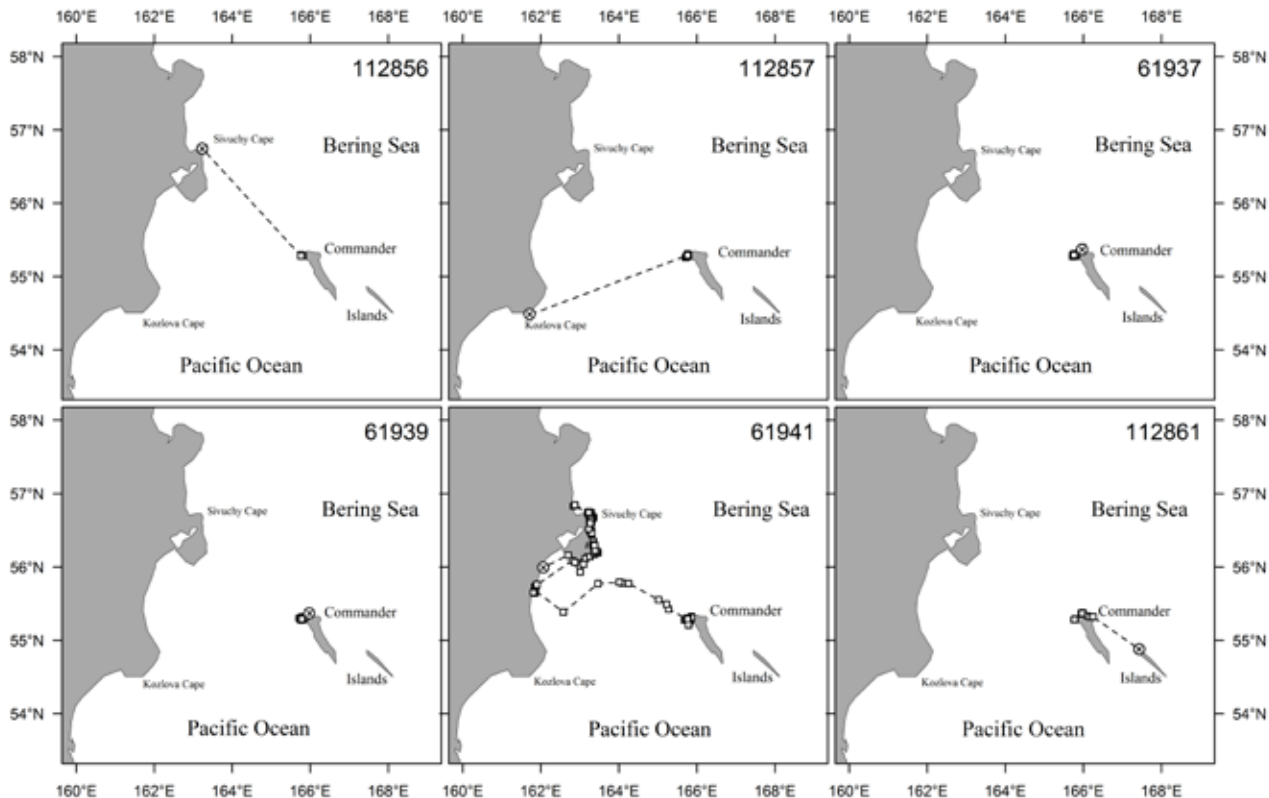 160°E 162°E 164°E 166°E 168°E 160°E 162°E 164°E 166°E 168°E 160°E 162°E 164°E 166°E 168°E
58°N 112856 112857 61937 58°N
57°N Sivuchy Cape Bering Sea Sivuchy Cape Bering Sea Sivuchy Cape Bering Sea 57°N
56°N 56°N
55°N Commander Commander Commander 55°N
Islands Islands Islands
54°N Kozlova Cape Kozlova Cape Kozlova Cape 54°N
Pacific Ocean Pacific Ocean Pacific Ocean
58°N 61939 61941 112861 58°N
57°N Sivuchy Cape Bering Sea Sivuchy Cape Bering Sea Sivuchy Cape Bering Sea 57°N
56°N 56°N
55°N Commander Commander Commander 55°N
Islands Islands Islands
54°N Kozlova Cape Kozlova Cape Kozlova Cape 54°N
Pacific Ocean Pacific Ocean Pacific Ocean
160°E 162°E 164°E 166°E 168°E 160°E 162°E 164°E 166°E 168°E 160°E 162°E 164°E 166°E 168°E